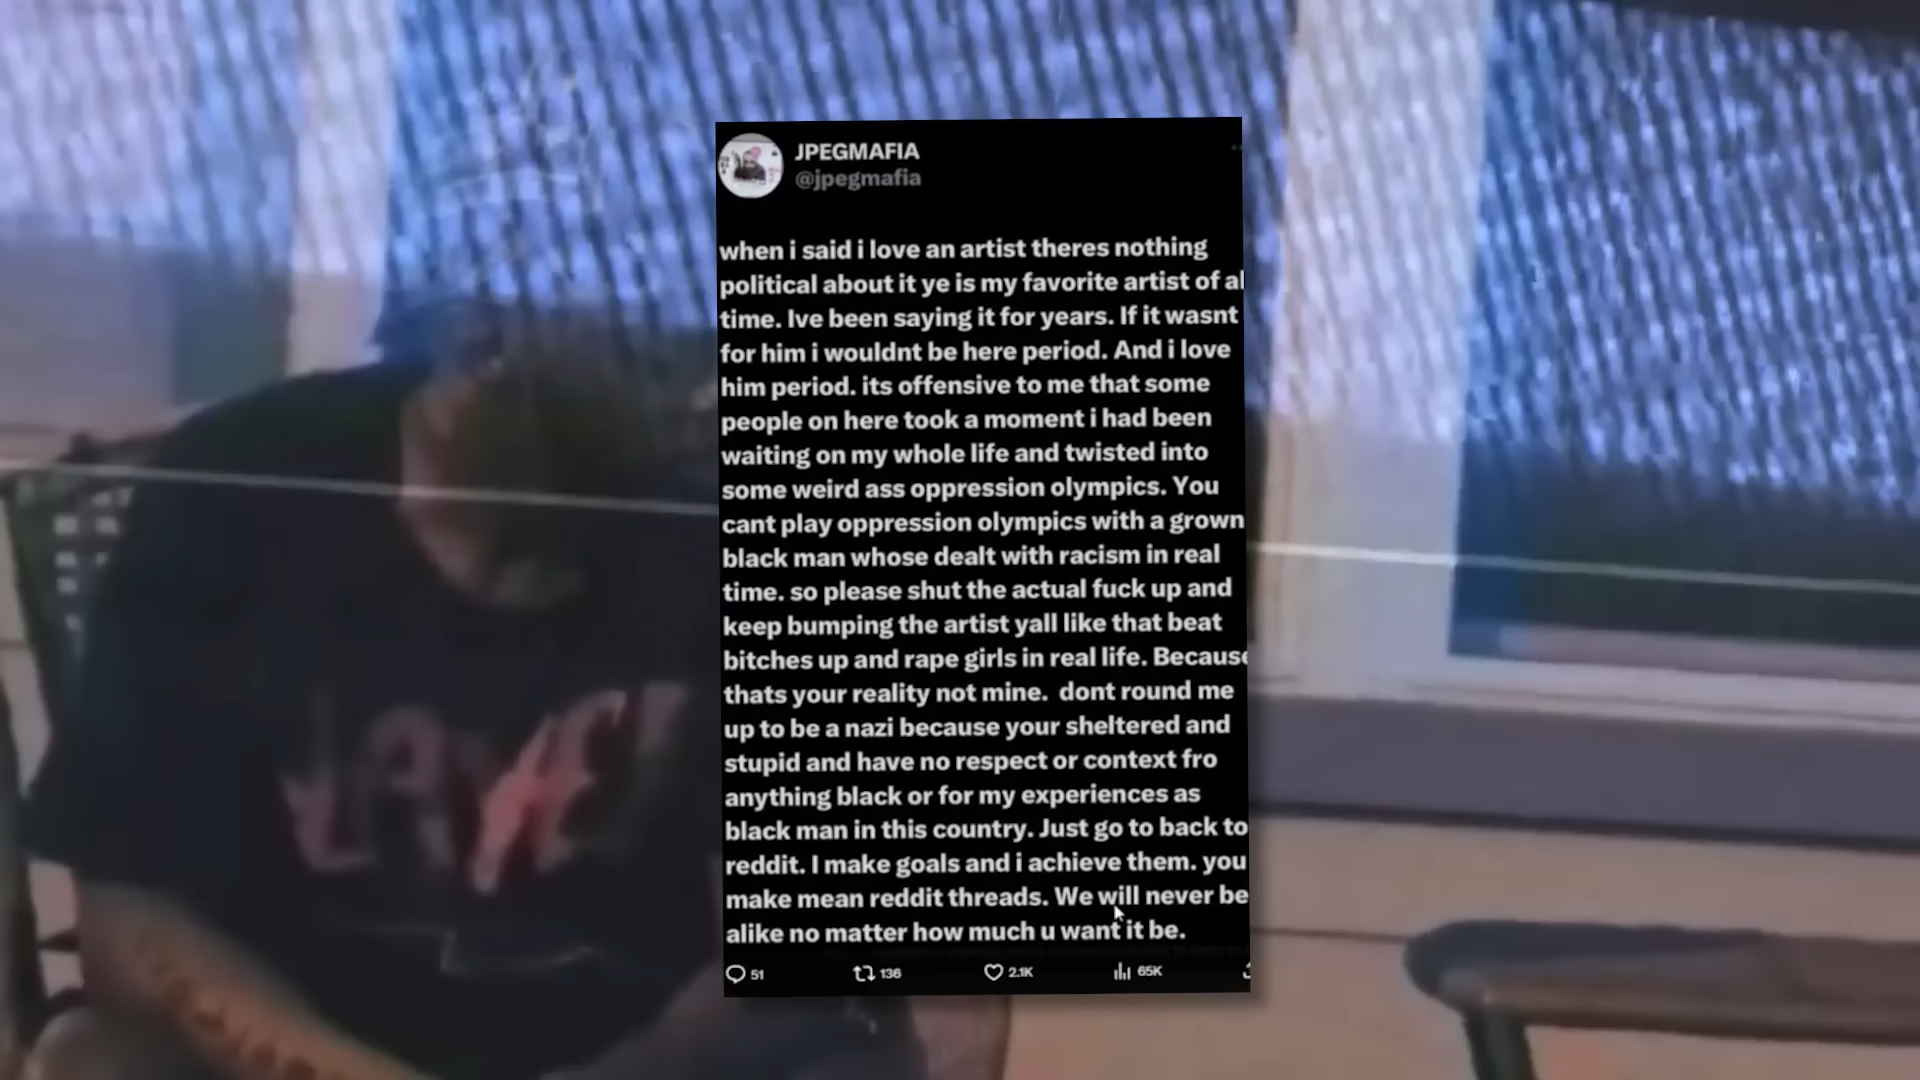 JPEGMAFIA
@jpegmafia
when i said i love an artist theres nothing
political about it ye is my favorite artist of al
time. Ive been saying it for years. If it wasnt
for him i wouldnt be here period. And i love
him period. its offensive to me that some
people on here took a moment i had been
waiting on my whole life and twisted into
some weird ass oppression olympics. You
cant play oppression olympics with a grown
black man whose dealt with racism in real
time. so please shut the actual fuck up and
keep bumping the artist yall like that beat
bitches up and rape girls in real life. Because
thats your reality not mine. dont round me
up to be a nazi because your sheltered and
stupid and have no respect or context fro
anything black or for my experiences as
black man in this country. Just go to back to
reddit. I make goals and i achieve them. you
make mean reddit threads. We will never be
alike no matter how much u want it be.
51 136 2.1K 65K